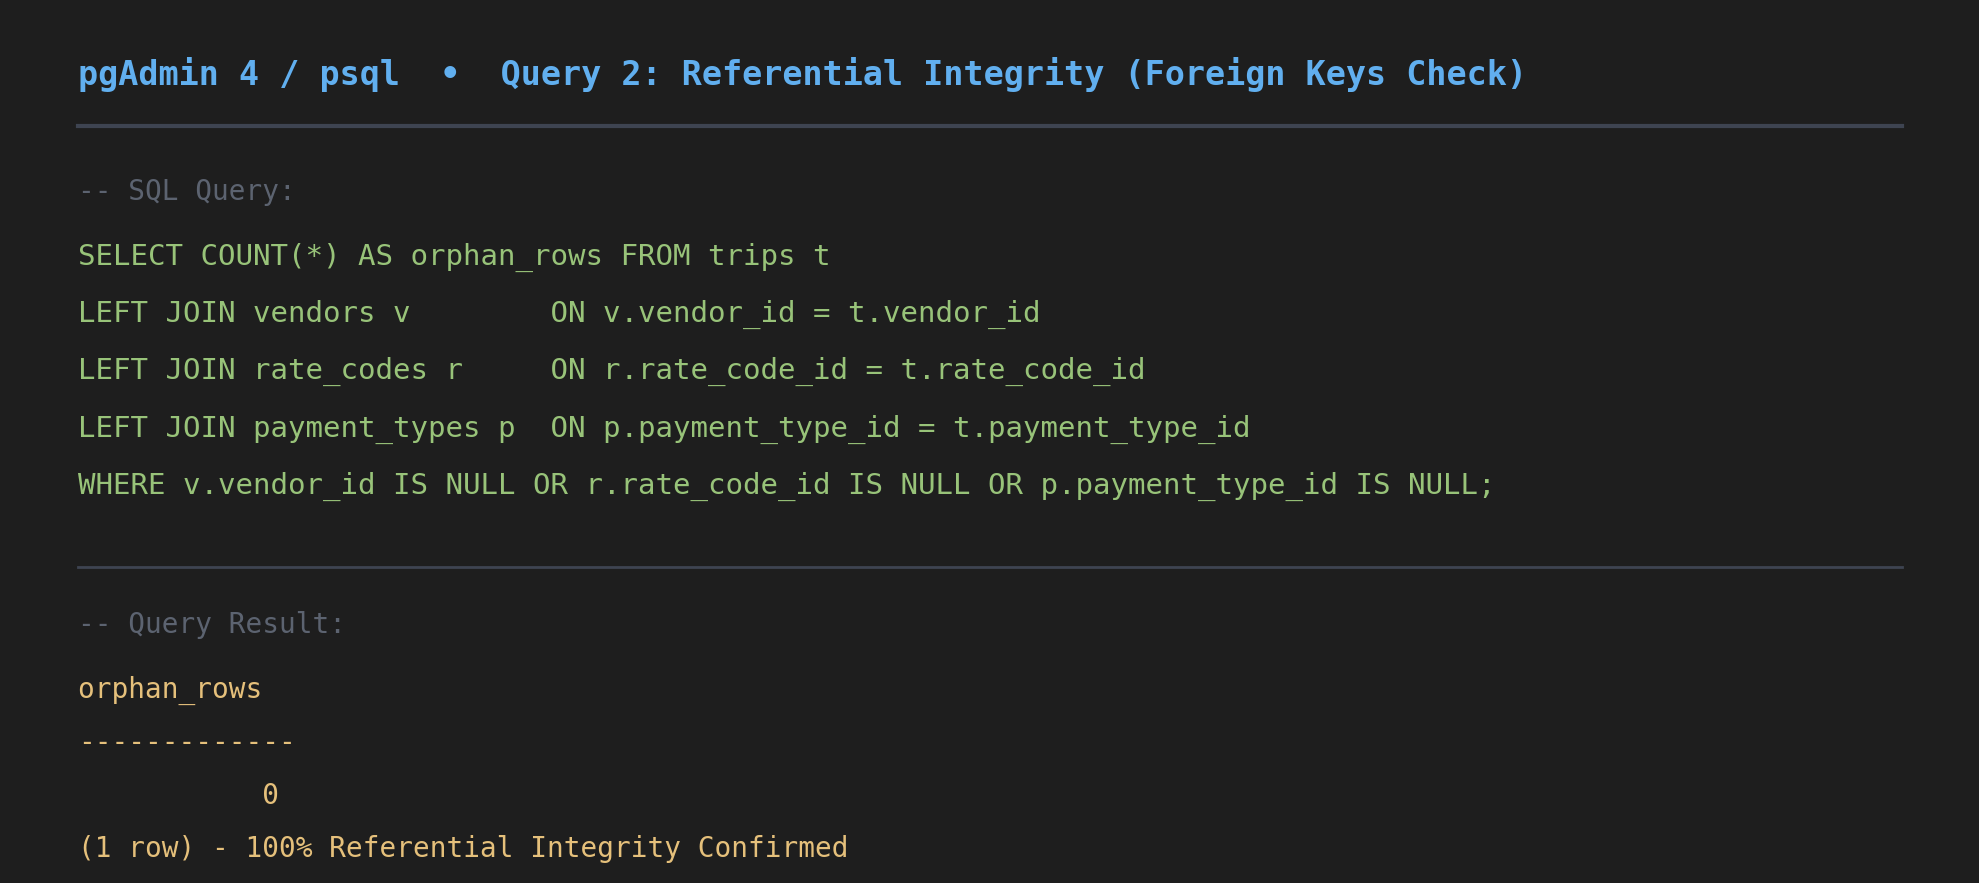 pgAdmin 4 / psql  •  Query 2: Referential Integrity (Foreign Keys Check)
-- SQL Query:
SELECT COUNT(*) AS orphan_rows FROM trips t
LEFT JOIN vendors v        ON v.vendor_id = t.vendor_id
LEFT JOIN rate_codes r     ON r.rate_code_id = t.rate_code_id
LEFT JOIN payment_types p  ON p.payment_type_id = t.payment_type_id
WHERE v.vendor_id IS NULL OR r.rate_code_id IS NULL OR p.payment_type_id IS NULL;
-- Query Result:
orphan_rows
-------------
0
(1 row) - 100% Referential Integrity Confirmed